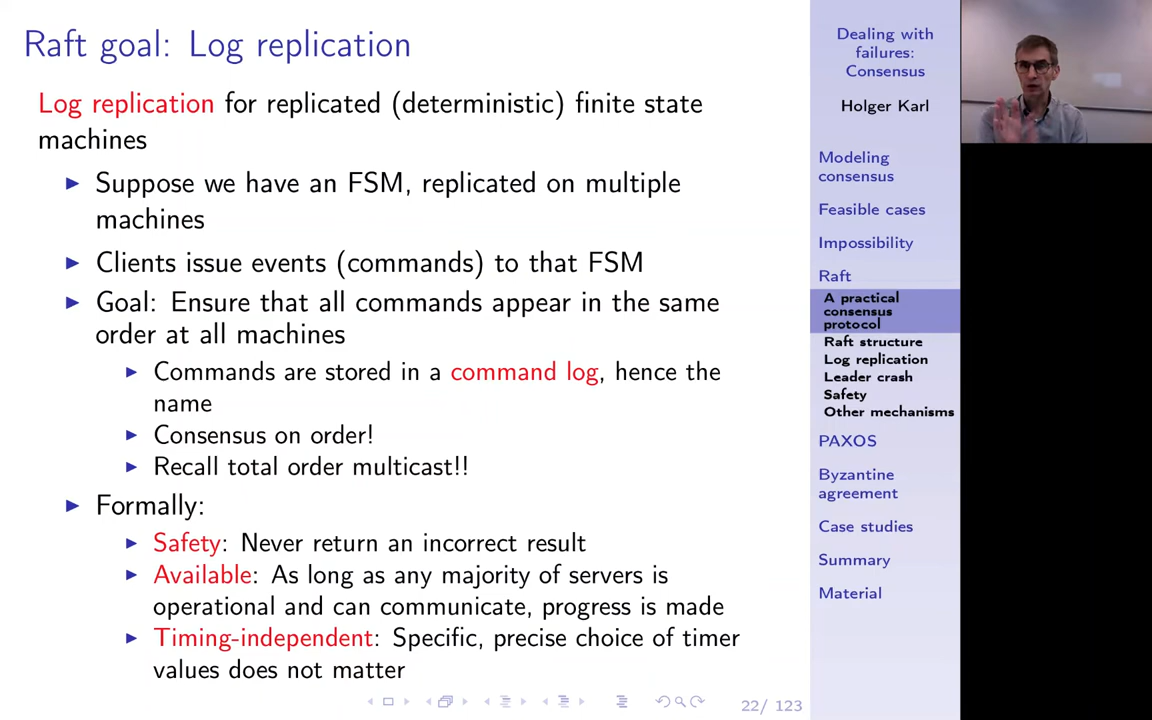 Raft goal: Log replication
Log replication for replicated (deterministic) finite state
machines
Suppose we have an FSM, replicated on multiple
machines
Clients issue events (commands) to that FSM
Goal: Ensure that all commands appear in the same
order at all machines
Commands are stored in a command log, hence the
name
Consensus on order!
Recall total order multicast!!
Formally:
Safety: Never return an incorrect result
Available: As long as any majority of servers is
operational and can communicate, progress is made
Timing-independent: Specific, precise choice of timer
values does not matter
22/ 123
Dealing with
failures:
Consensus
Holger Karl
Modeling
consensus
Feasible cases
Impossibility
Raft
A practical
consensus
protocol
Raft structure
Log replication
Leader crash
Safety
Other mechanisms
PAXOS
Byzantine
agreement
Case studies
Summary
Material